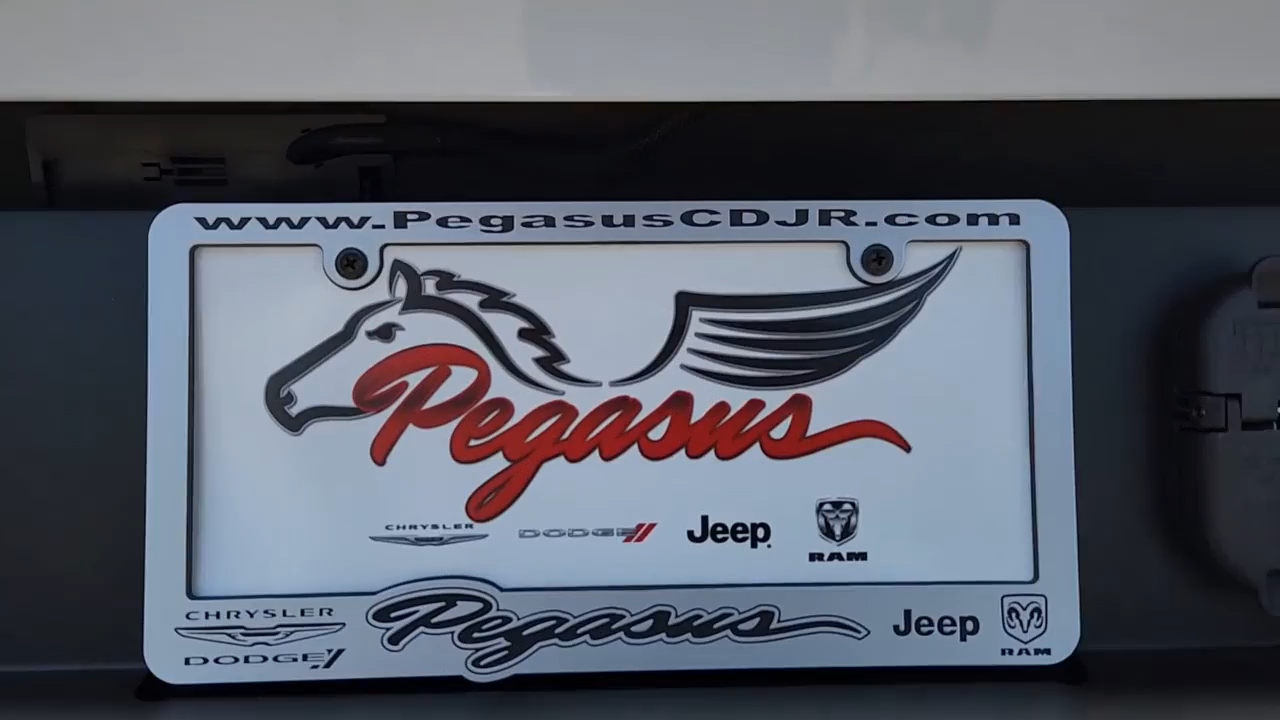 www.PegasusCDJR.com
Pegasus
CHRYSLER DODGE Jeep RAM
CHRYSLER
DODGE
Pegasus
Jeep
RAM